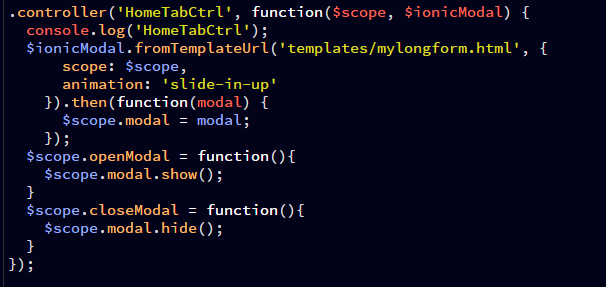 .controller('HomeTabCtrl', function($scope, $ionicModal) {
  console.log('HomeTabCtrl');
  $ionicModal.fromTemplateUrl('templates/mylongform.html', {
      scope: $scope,
      animation: 'slide-in-up'
    }).then(function(modal) {
      $scope.modal = modal;
    });
  $scope.openModal = function(){
    $scope.modal.show();
  }
  $scope.closeModal = function(){
    $scope.modal.hide();
  }
});